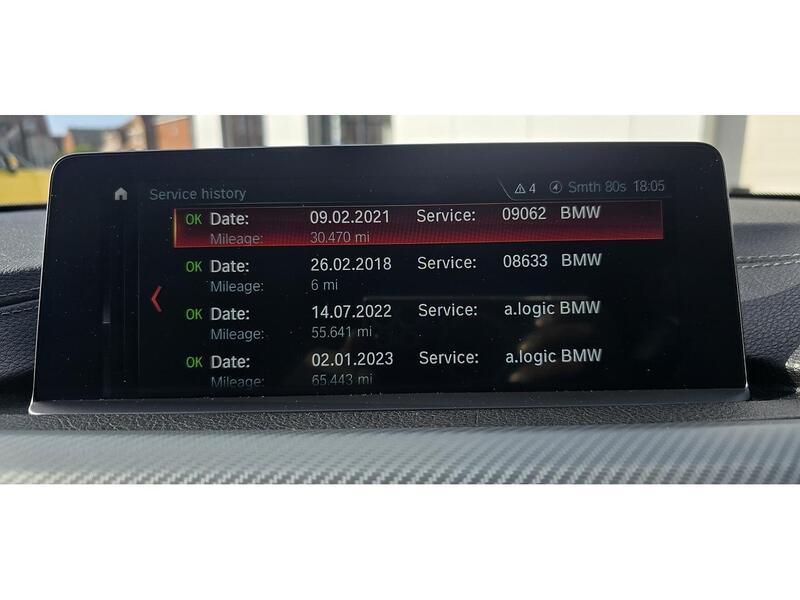 Service history 4 Smth 80s 18:05
OK Date: 09.02.2021 Service: 09062 BMW
Mileage: 30.470 mi
OK Date: 26.02.2018 Service: 08633 BMW
Mileage: 6 mi
OK Date: 14.07.2022 Service: a.logic BMW
Mileage: 55.641 mi
OK Date: 02.01.2023 Service: a.logic BMW
Mileage: 65.443 mi